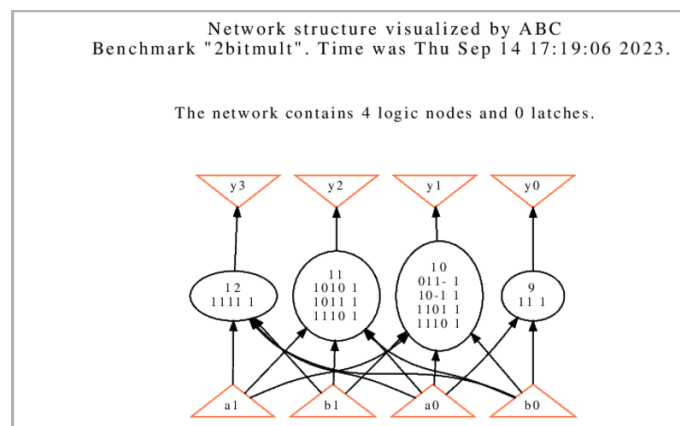 Network structure visualized by ABC
Benchmark "2bitmult". Time was Thu Sep 14 17:19:06 2023.
The network contains 4 logic nodes and 0 latches.
y3
y2
y1
y0
12
1111 1
11
1010 1
1011 1
1110 1
10
011- 1
10-1 1
1101 1
1110 1
9
11 1
a1
b1
a0
b0